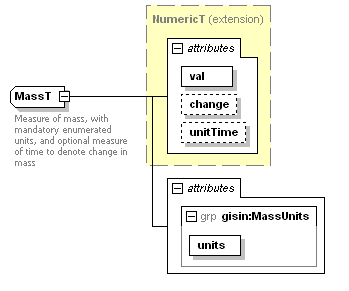 NumericT (extension)
attributes
val
change
unitTime
MassT
Measure of mass, with
mandatory enumerated
units, and optional measure
of time to denote change in
mass
attributes
grp gisin:MassUnits
units